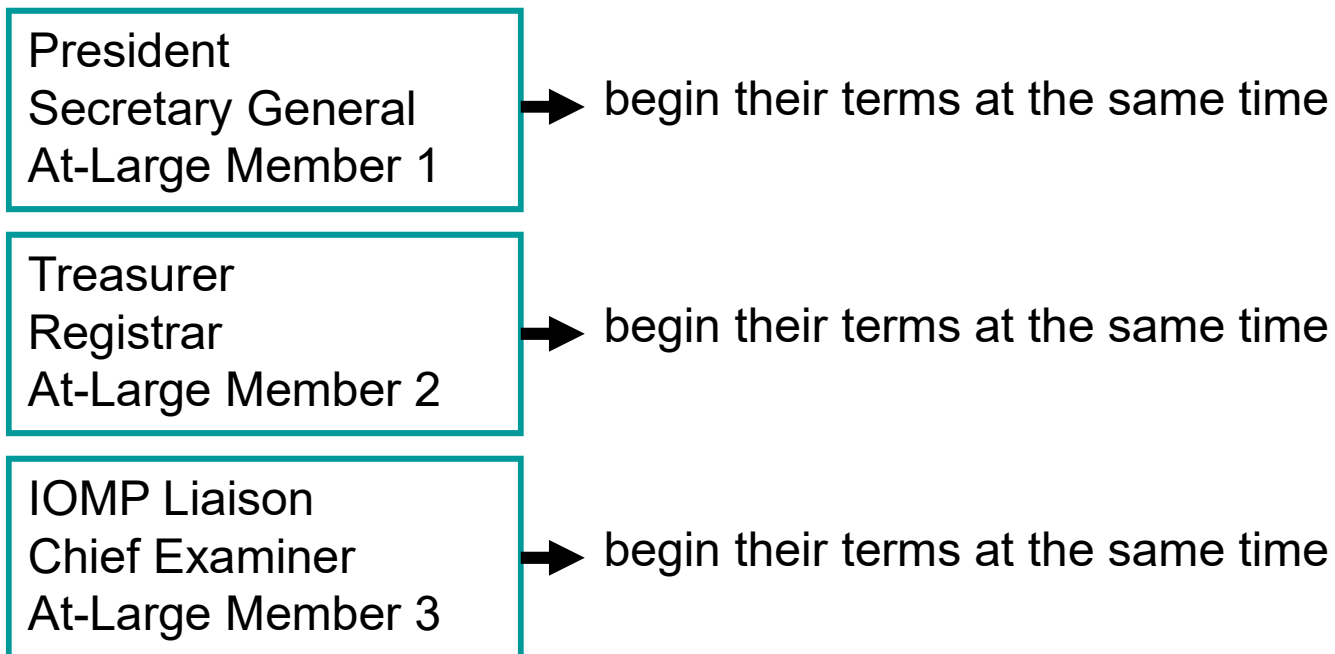 President
Secretary General
At-Large Member 1
begin their terms at the same time
Treasurer
Registrar
At-Large Member 2
begin their terms at the same time
IOMP Liaison
Chief Examiner
At-Large Member 3
begin their terms at the same time